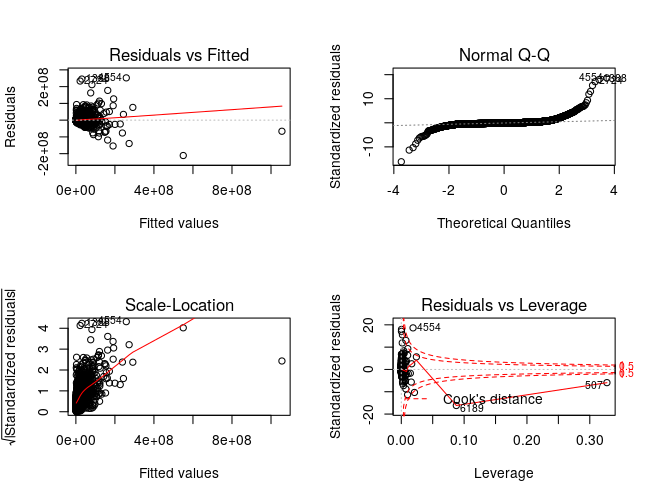 Residuals vs Fitted
Residuals
2e+08
-2e+08
4554
0e+00 4e+08 8e+08
Fitted values
Normal Q-Q
Standardized residuals
10
-10
4554
-4 -2 0 2 4
Theoretical Quantiles
Scale-Location
√|Standardized residuals|
4
3
2
1
0
4554
0e+00 4e+08 8e+08
Fitted values
Residuals vs Leverage
Standardized residuals
20
0
-20
4554
0.5
0.5
507
Cook's distance
6189
0.00 0.10 0.20 0.30
Leverage